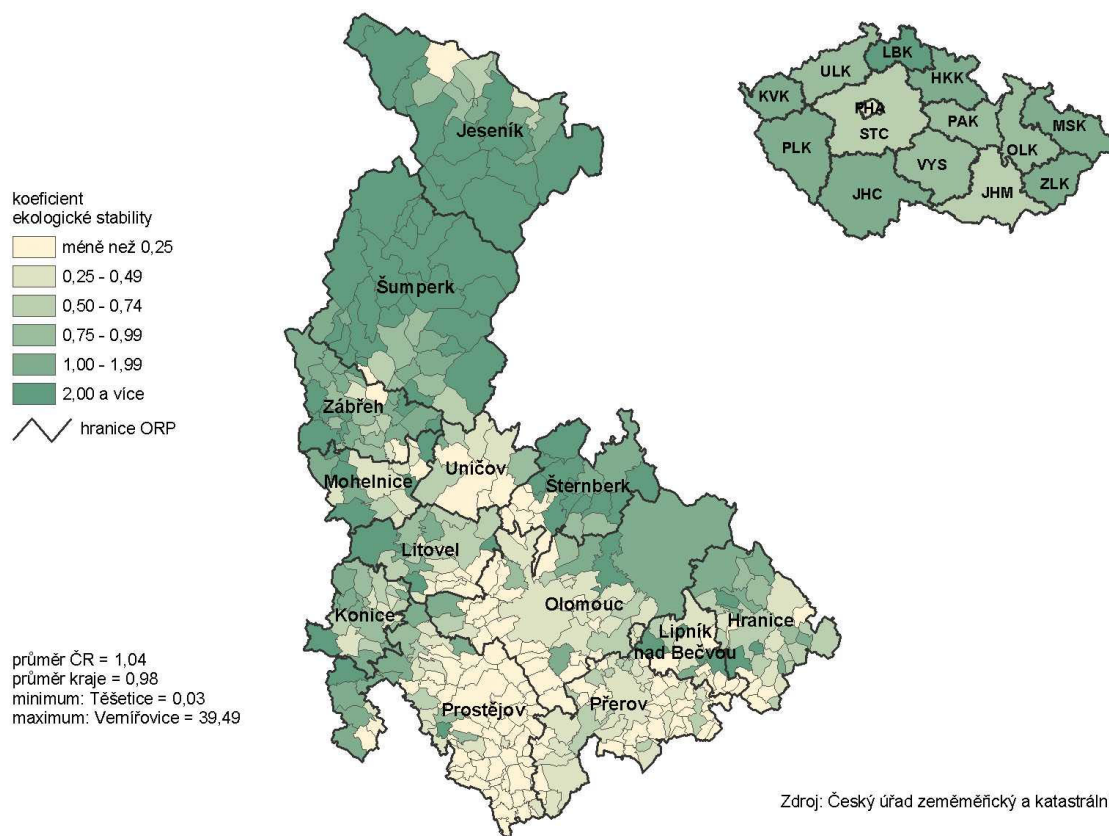 koeficient
ekologické stability
méně než 0,25
0,25 - 0,49
0,50 - 0,74
0,75 - 0,99
1,00 - 1,99
2,00 a více
hranice ORP
průměr ČR = 1,04
průměr kraje = 0,98
minimum: Těšetice = 0,03
maximum: Vernířovice = 39,49
Jeseník
Šumperk
Zábřeh
Mohelnice
Uničov
Šternberk
Litovel
Konice
Olomouc
Lipník
nad Bečvou
Hranice
Prostějov
Přerov
LBK
ULK
HKK
KVK
PHA
STC
PAK
MSK
OLK
PLK
VYS
ZLK
JHC
JHM
Zdroj: Český úřad zeměměřický a katastráln